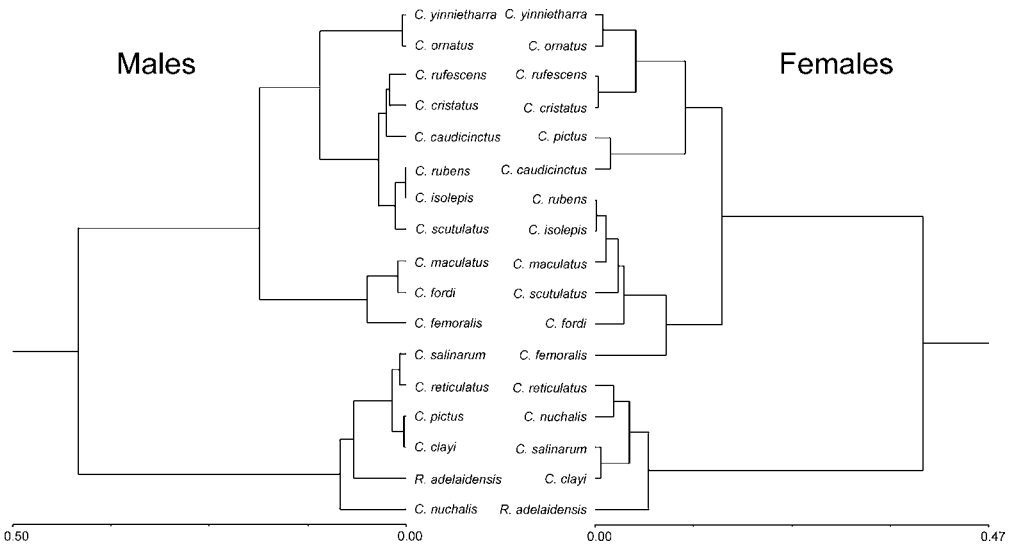 Males
Females
C. yinnietharra C. yinnietharra
C. ornatus C. ornatus
C. rufescens C. rufescens
C. cristatus C. cristatus
C. caudicinctus C. pictus
C. rubens C. caudicinctus
C. isolepis C. rubens
C. scutulatus C. isolepis
C. maculatus C. maculatus
C. fordi C. scutulatus
C. femoralis C. fordi
C. salinarum C. femoralis
C. reticulatus C. reticulatus
C. pictus C. nuchalis
C. clayi C. salinarum
R. adelaidensis C. clayi
C. nuchalis R. adelaidensis
0.50 0.00 0.00 0.47